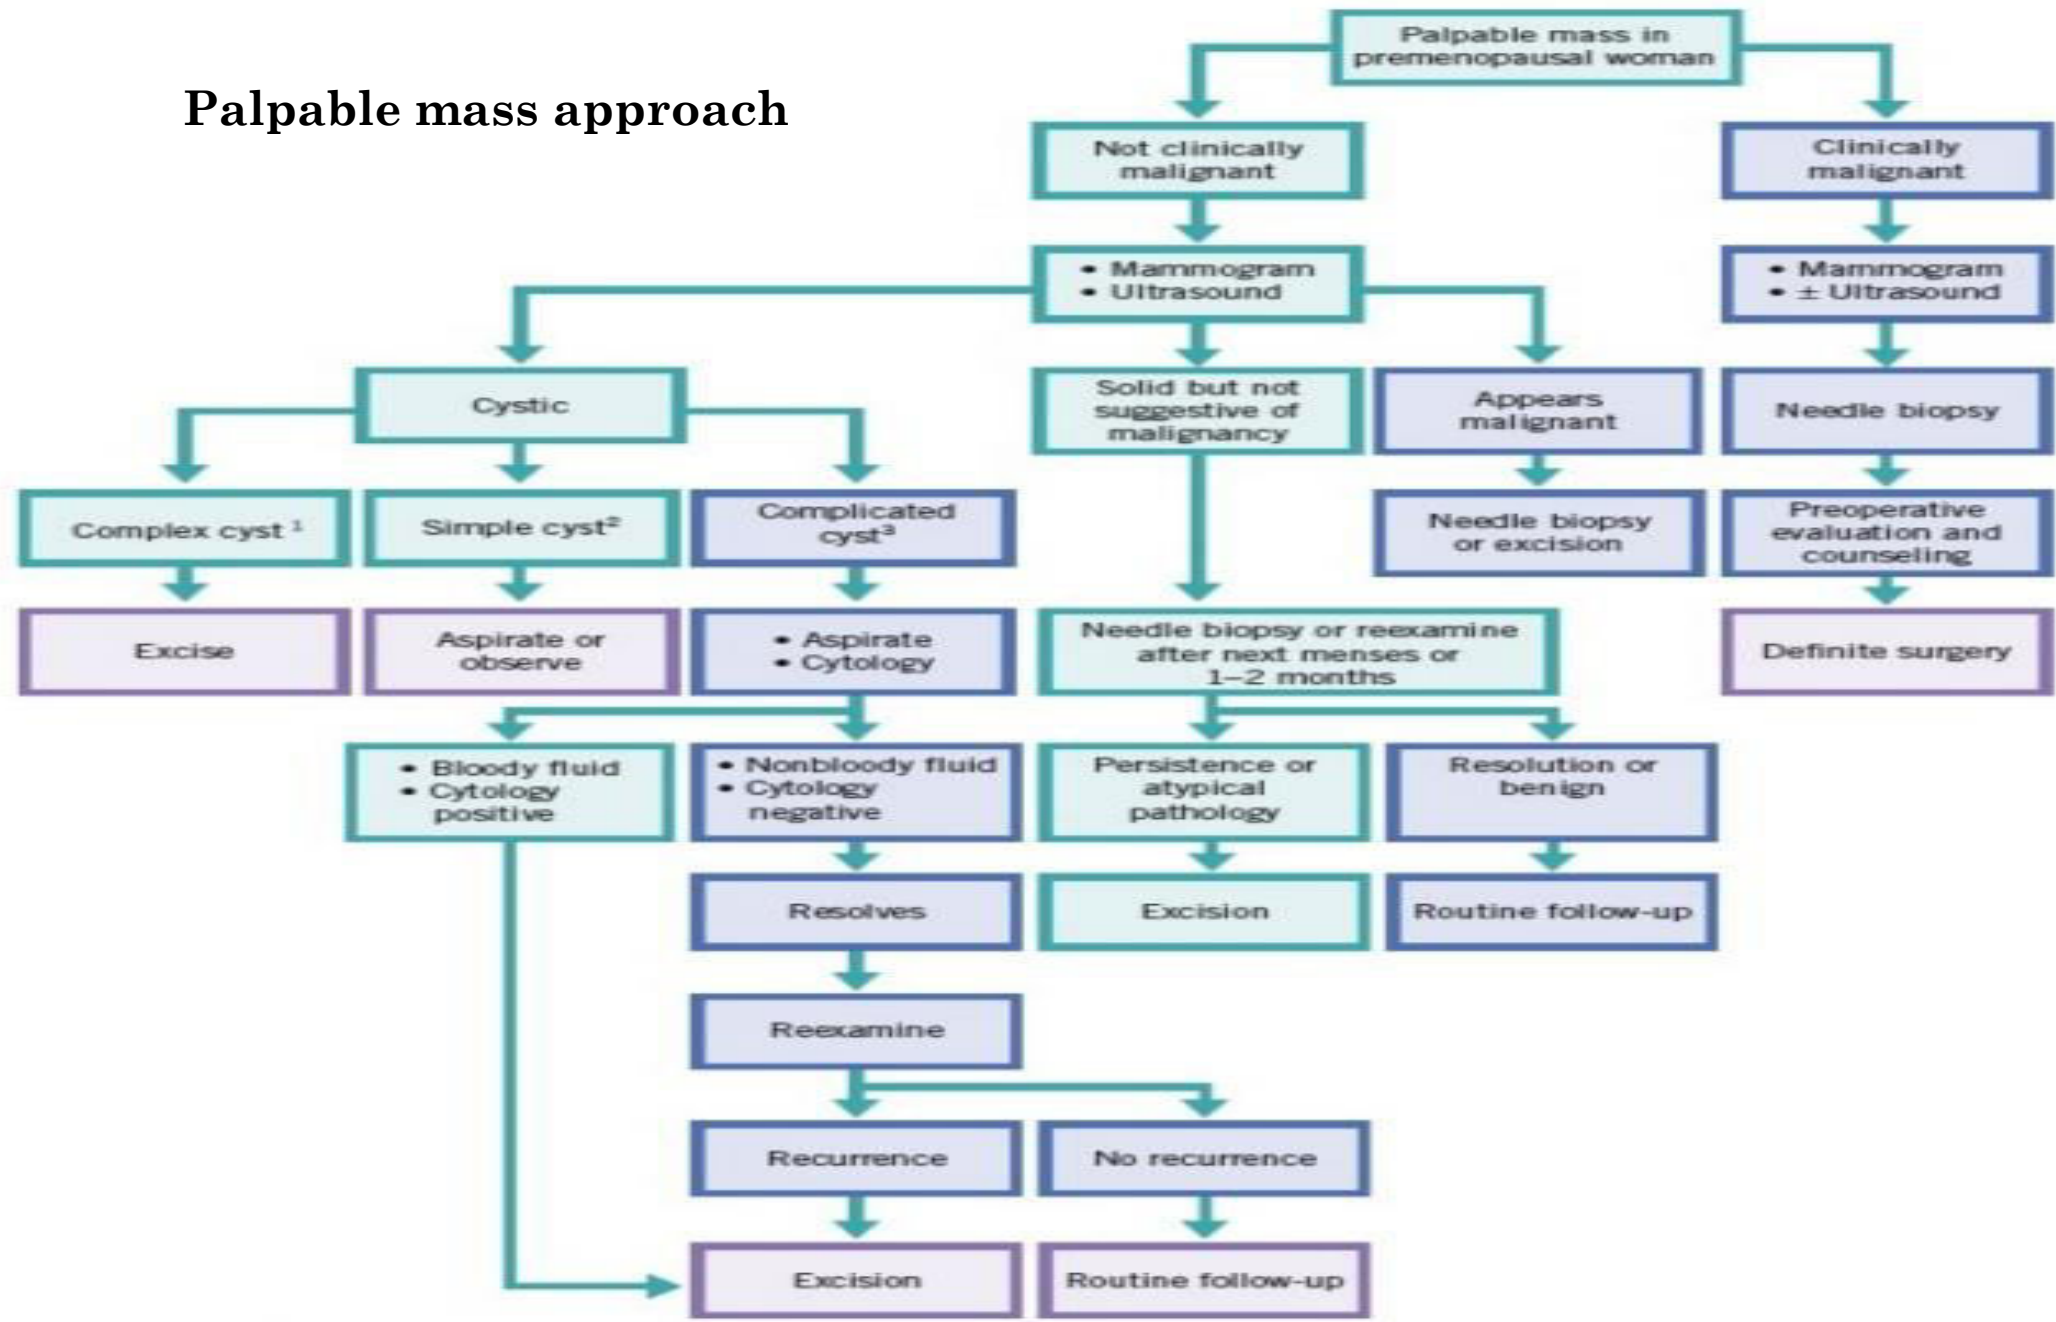 Palpable mass approach
Palpable mass in
premenopausal woman
Not clinically
malignant
Clinically
malignant
• Mammogram
• Ultrasound
• Mammogram
• ± Ultrasound
Cystic
Solid but not
suggestive of
malignancy
Appears
malignant
Needle biopsy
Complex cyst ¹
Simple cyst²
Complicated
cyst³
Needle biopsy
or excision
Preoperative
evaluation and
counseling
Excise
Aspirate or
observe
• Aspirate
• Cytology
Needle biopsy or reexamine
after next menses or
1–2 months
Definite surgery
• Bloody fluid
• Cytology
positive
• Nonbloody fluid
• Cytology
negative
Persistence or
atypical
pathology
Resolution or
benign
Resolves
Excision
Routine follow-up
Reexamine
Recurrence
No recurrence
Excision
Routine follow-up